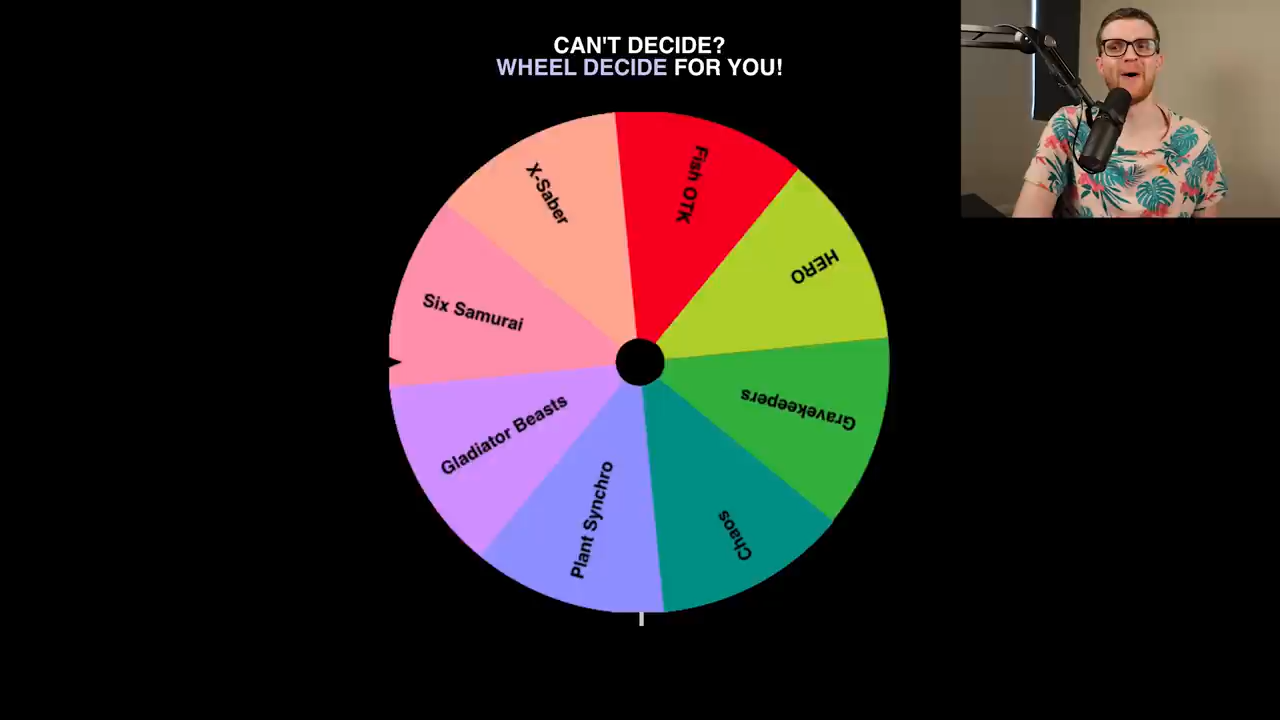 CAN'T DECIDE?
WHEEL DECIDE FOR YOU!
Fish OTK
HERO
Gravekeepers
Chaos
Plant Synchro
Gladiator Beasts
Six Samurai
X-Saber